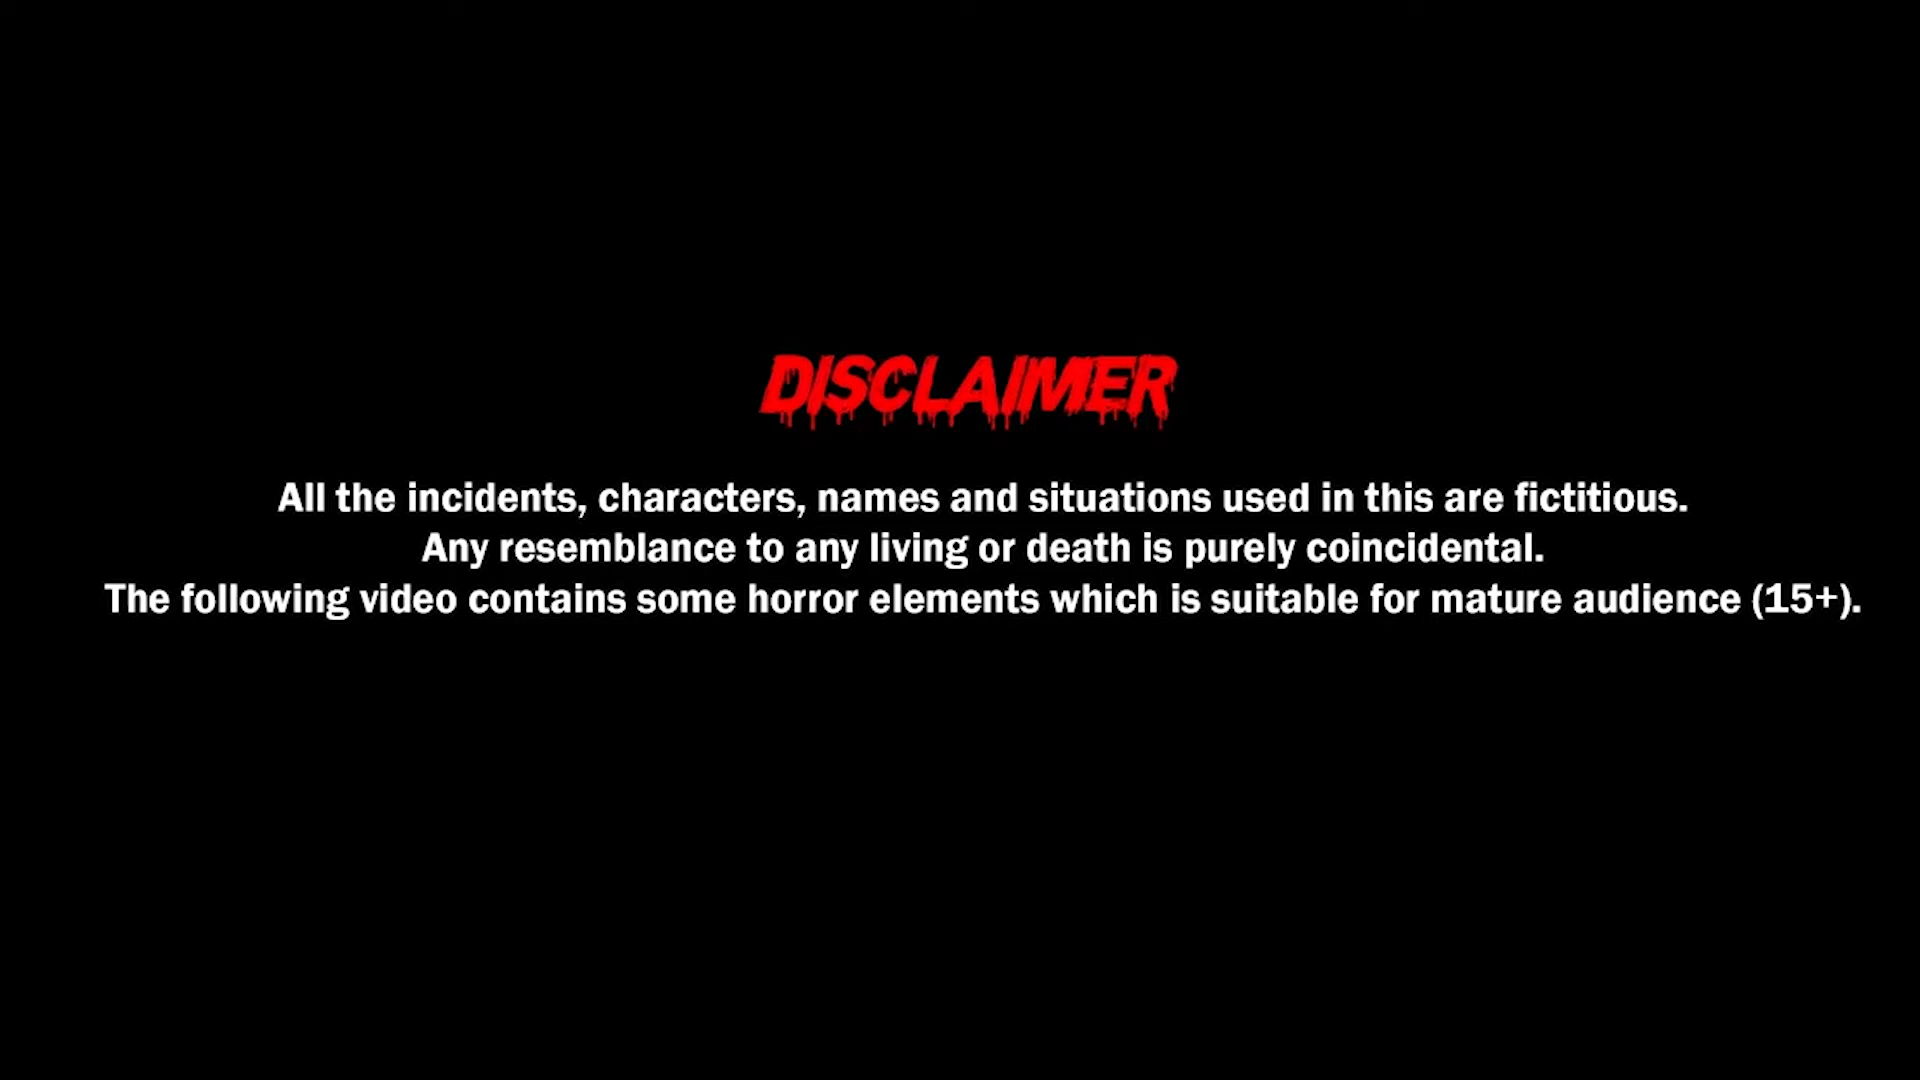 DISCLAIMER
All the incidents, characters, names and situations used in this are fictitious.
Any resemblance to any living or death is purely coincidental.
The following video contains some horror elements which is suitable for mature audience (15+).